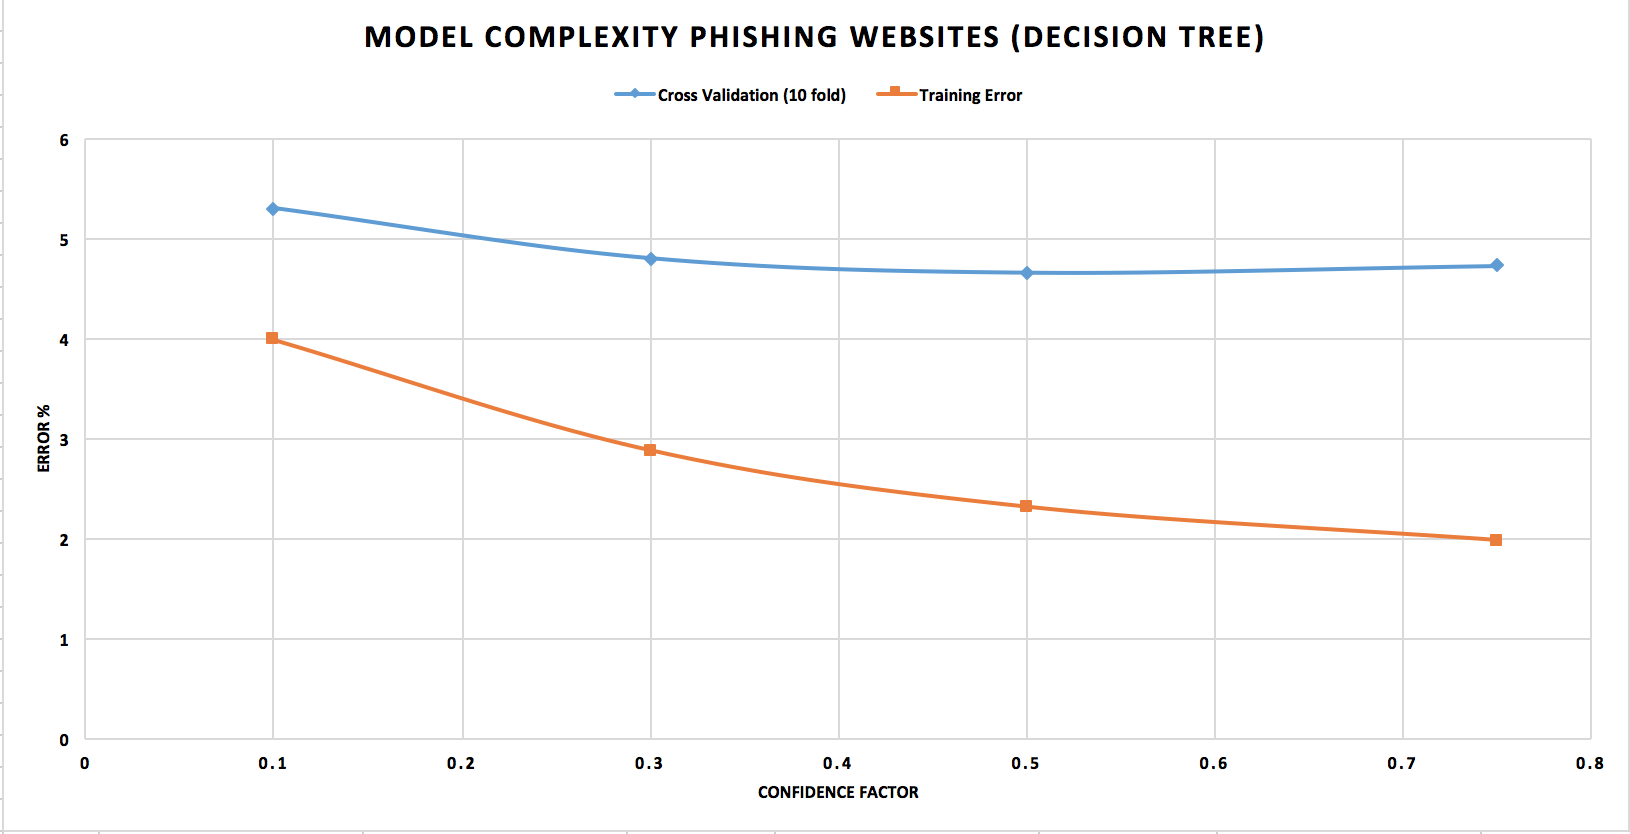 MODEL COMPLEXITY PHISHING WEBSITES (DECISION TREE)
Cross Validation (10 fold) Training Error
6
5
4
3
2
1
0
ERROR %
0 0.1 0.2 0.3 0.4 0.5 0.6 0.7 0.8
CONFIDENCE FACTOR